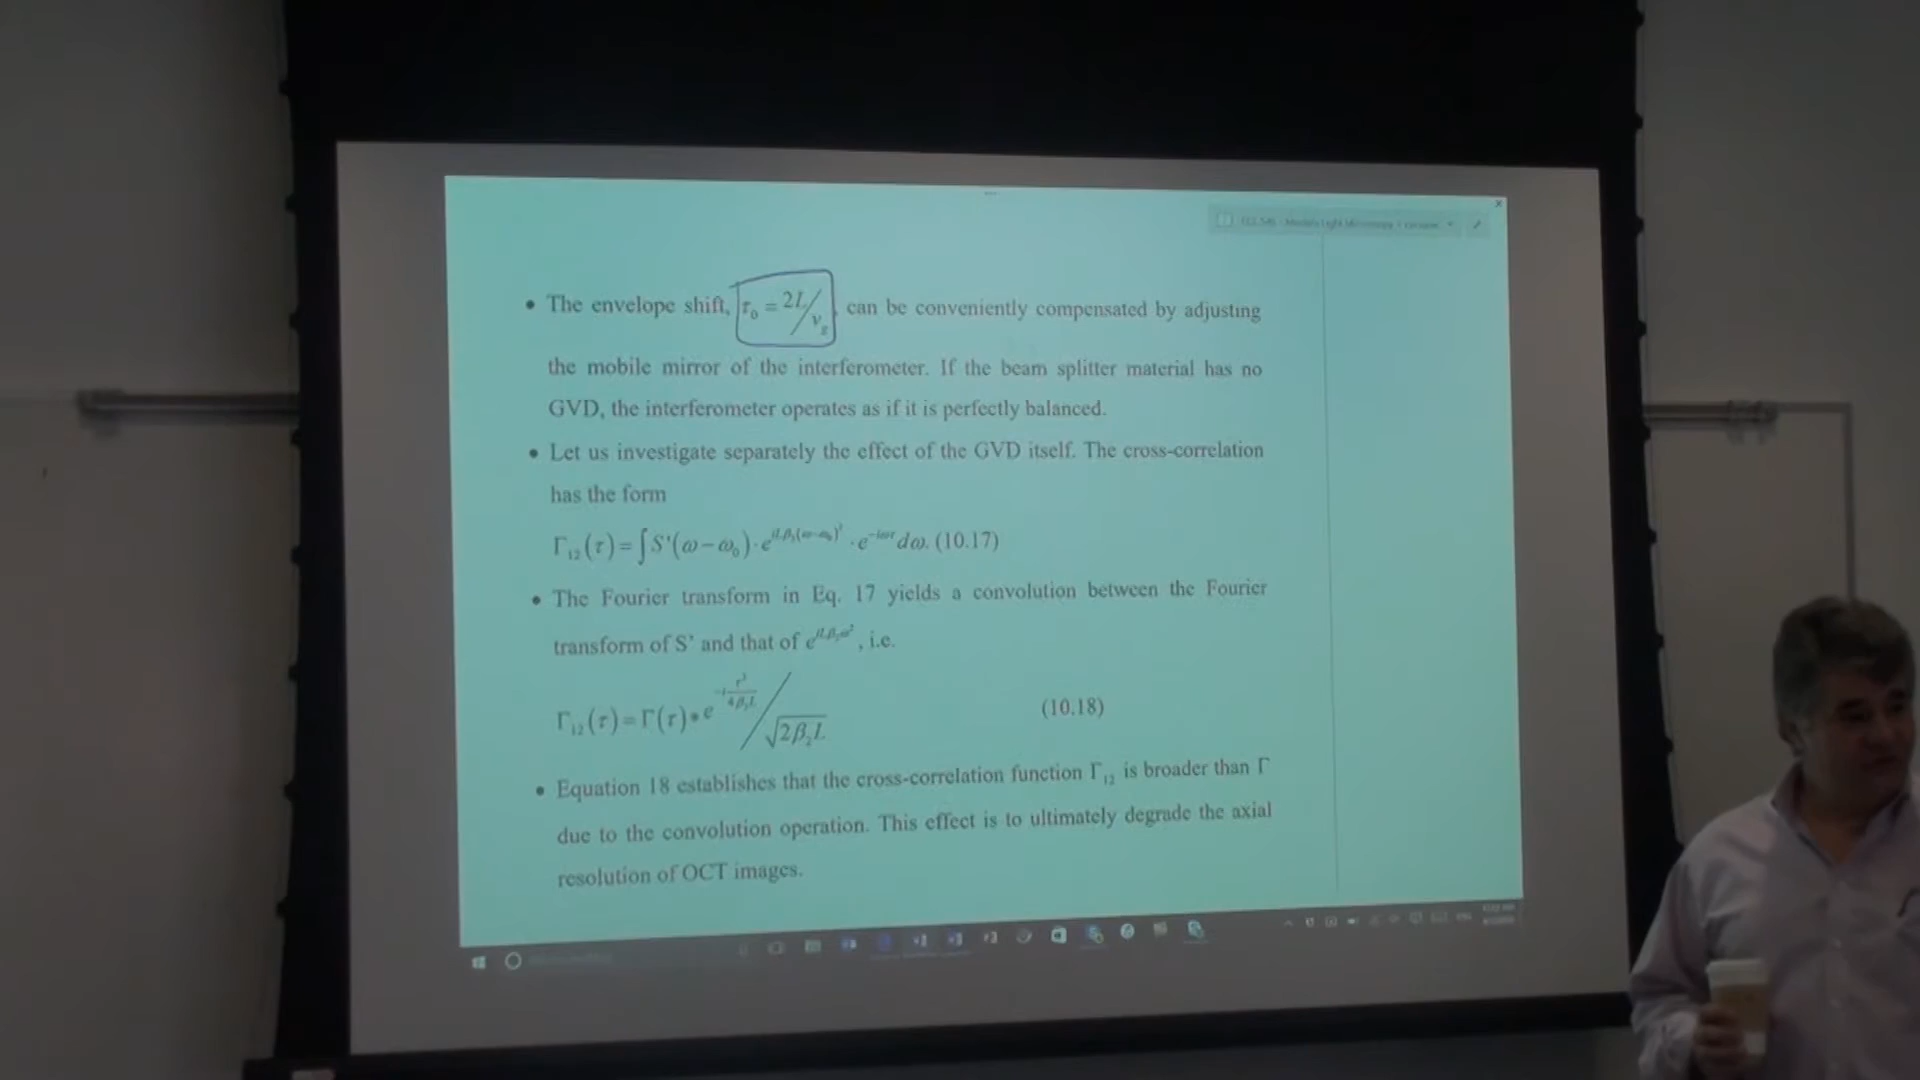 • The envelope shift, τ₀ = 2L/v_g, can be conveniently compensated by adjusting
the mobile mirror of the interferometer. If the beam splitter material has no
GVD, the interferometer operates as if it is perfectly balanced.
• Let us investigate separately the effect of the GVD itself. The cross-correlation
has the form
Γ₁₂(τ) = ∫S'(ω−ω₀)·e^{iLβ₂(ω−ω₀)²}·e^{−iωτ}dω. (10.17)
• The Fourier transform in Eq. 17 yields a convolution between the Fourier
transform of S' and that of e^{iLβ₂ω²}, i.e.
Γ₁₂(τ) = Γ(τ)•e^{−i τ²/4β₂L}/√2β₂L (10.18)
• Equation 18 establishes that the cross-correlation function Γ₁₂ is broader than Γ
due to the convolution operation. This effect is to ultimately degrade the axial
resolution of OCT images.